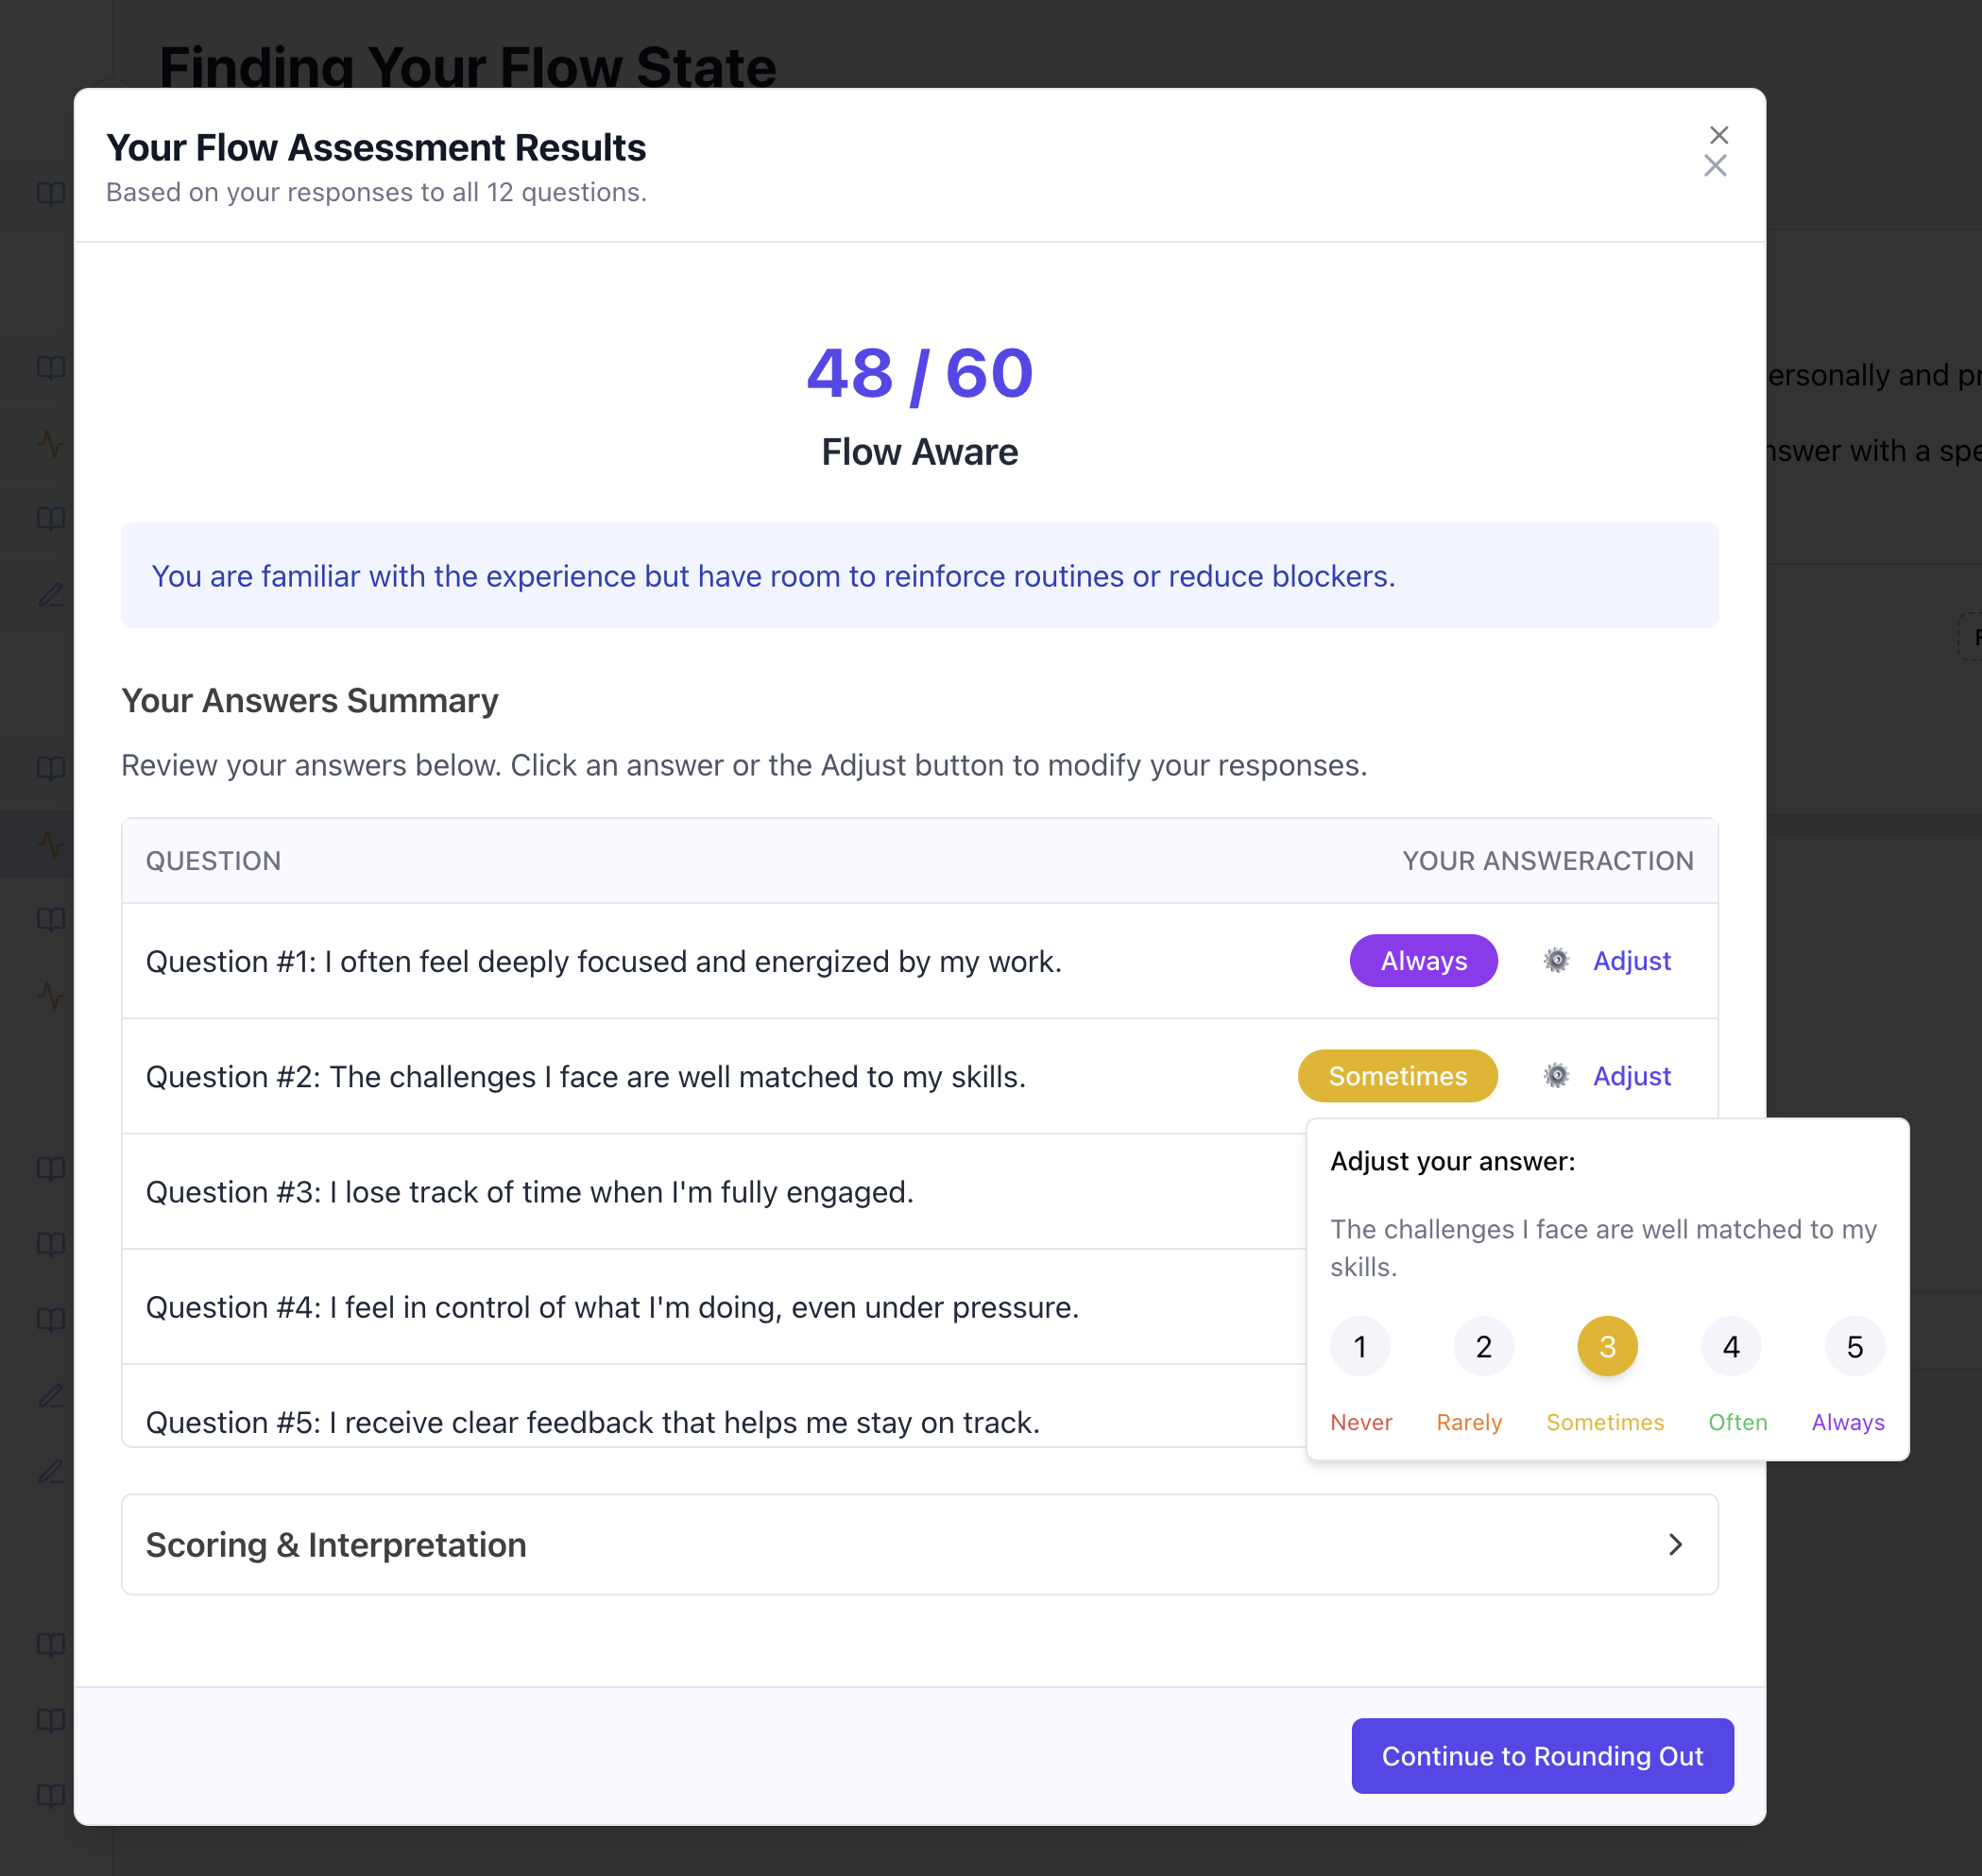 Finding Your Flow State
Your Flow Assessment Results
Based on your responses to all 12 questions.
48 / 60
Flow Aware
ersonally and pr
nswer with a spe
You are familiar with the experience but have room to reinforce routines or reduce blockers.
Your Answers Summary
Review your answers below. Click an answer or the Adjust button to modify your responses.
QUESTION YOUR ANSWERACTION
Question #1: I often feel deeply focused and energized by my work. Always Adjust
Question #2: The challenges I face are well matched to my skills. Sometimes Adjust
Question #3: I lose track of time when I'm fully engaged.
Question #4: I feel in control of what I'm doing, even under pressure.
Question #5: I receive clear feedback that helps me stay on track.
Adjust your answer:
The challenges I face are well matched to my
skills.
1 2 3 4 5
Never Rarely Sometimes Often Always
Scoring & Interpretation
Continue to Rounding Out